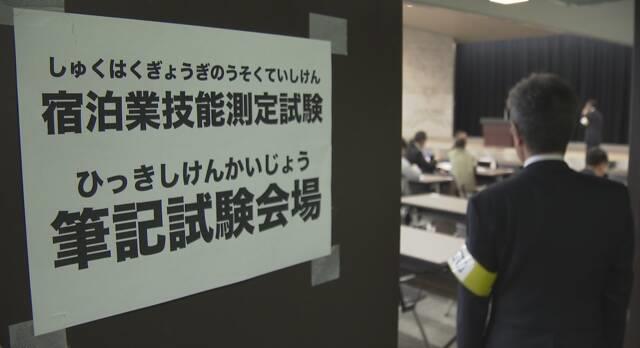 しゅくはくぎょうぎのうそくていしけん
宿泊業技能測定試験
ひっきしけんかいじょう
筆記試験会場